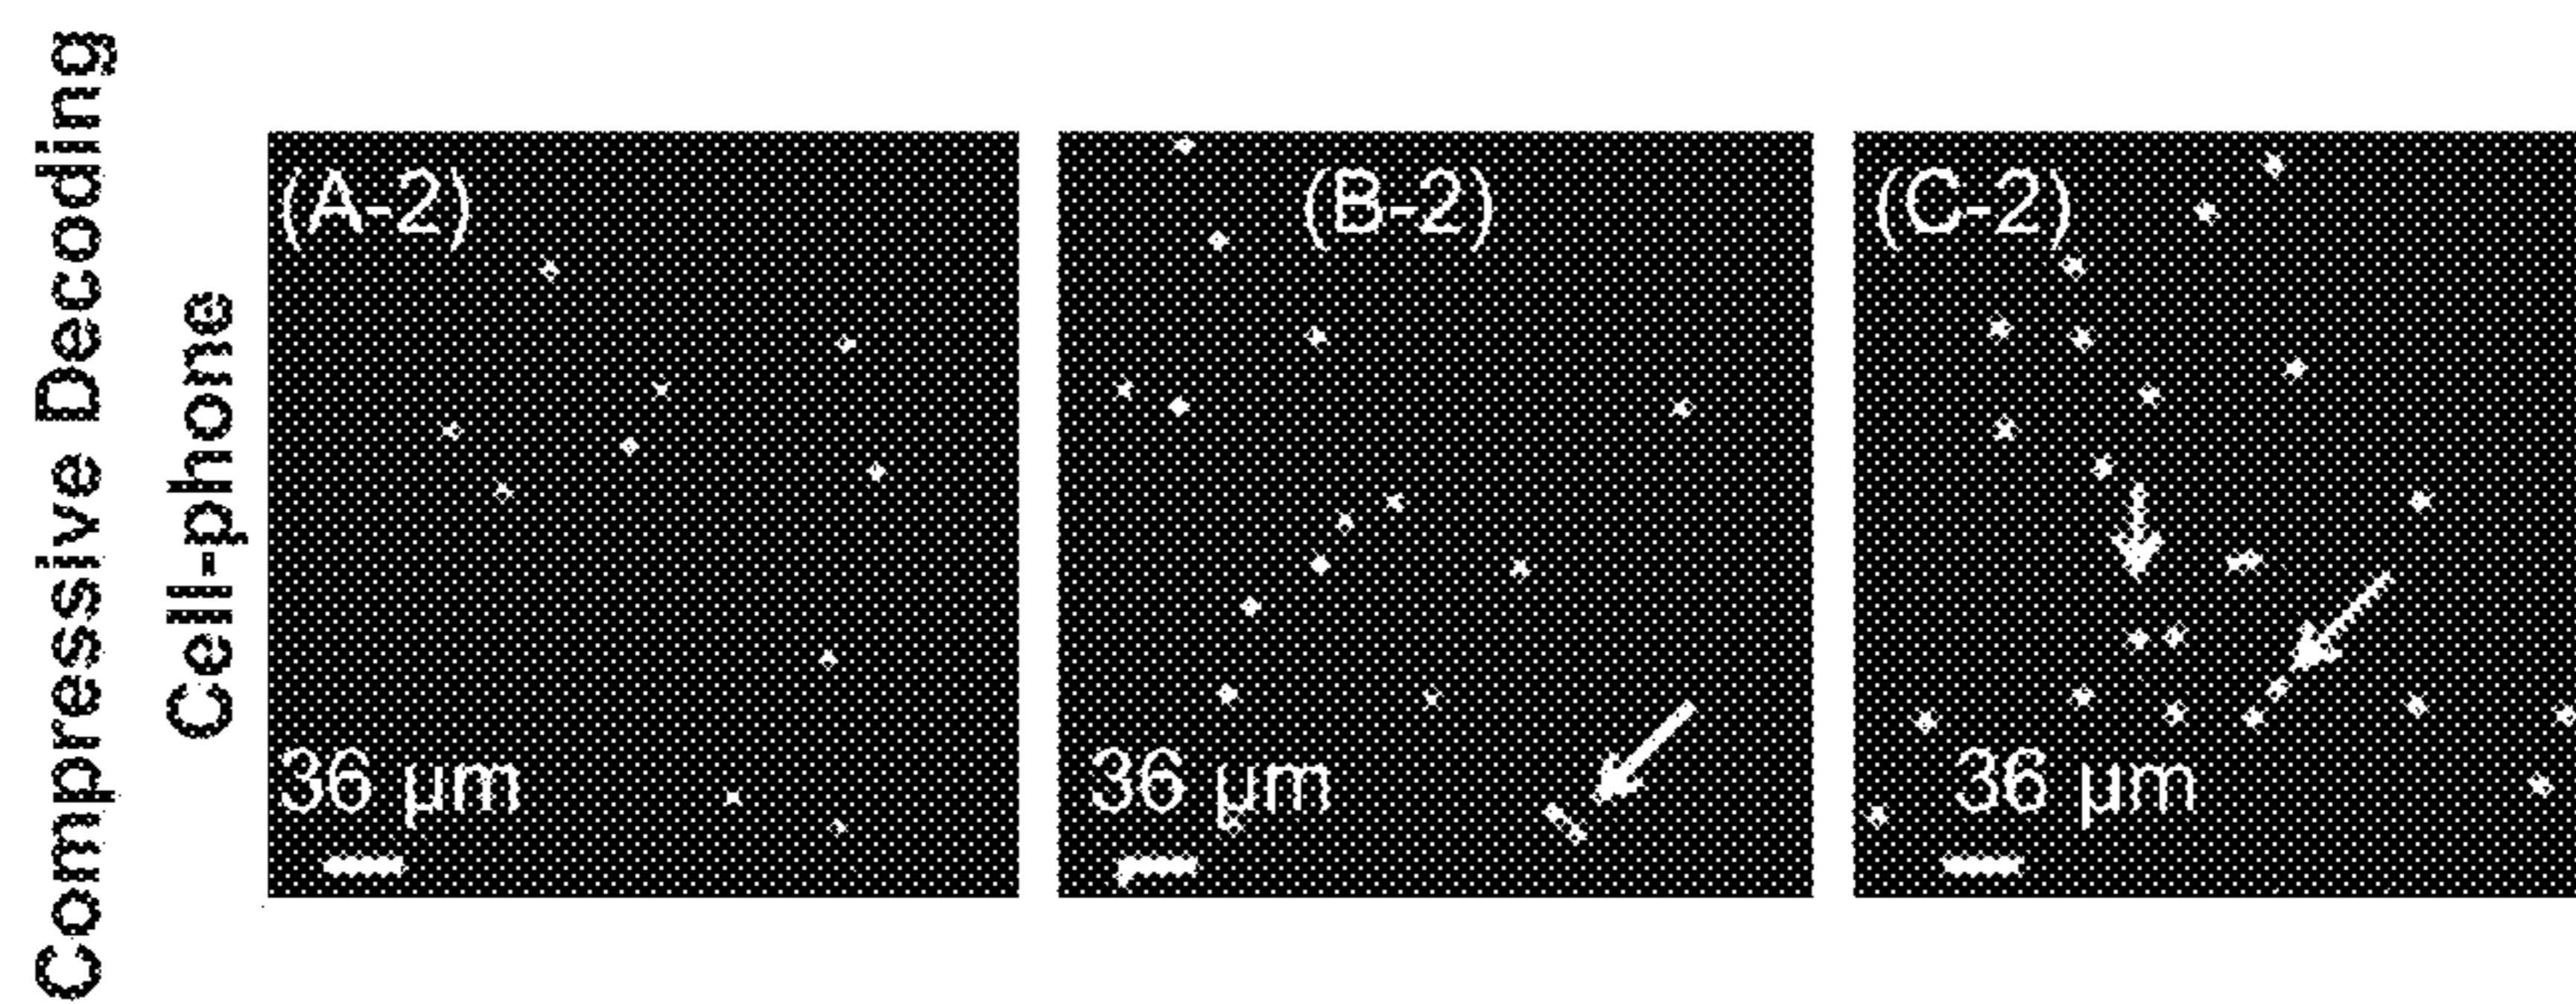 Compressive Decoding
Cell-phone
(A-2)
36 μm
(B-2)
36 μm
(C-2)
36 μm